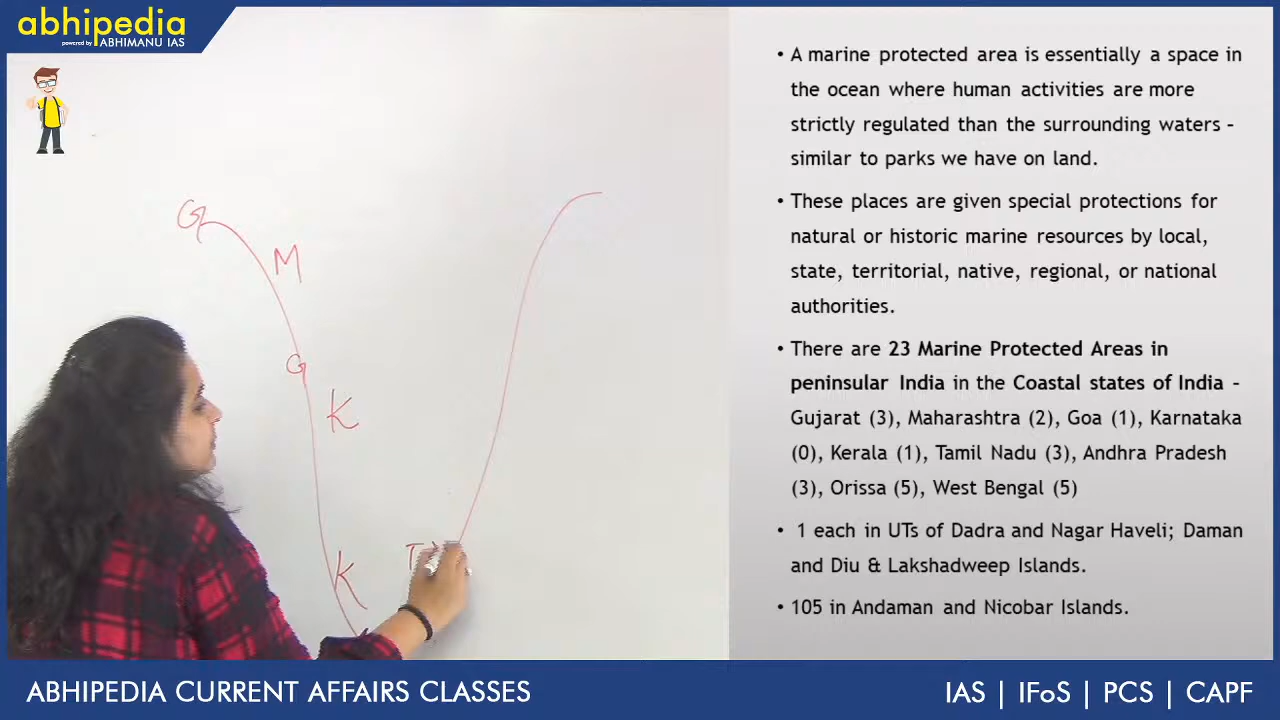 abhipedia
powered by ABHIMANU IAS
G
M
G
K
K
T
• A marine protected area is essentially a space in
the ocean where human activities are more
strictly regulated than the surrounding waters –
similar to parks we have on land.
• These places are given special protections for
natural or historic marine resources by local,
state, territorial, native, regional, or national
authorities.
• There are 23 Marine Protected Areas in
peninsular India in the Coastal states of India –
Gujarat (3), Maharashtra (2), Goa (1), Karnataka
(0), Kerala (1), Tamil Nadu (3), Andhra Pradesh
(3), Orissa (5), West Bengal (5)
• 1 each in UTs of Dadra and Nagar Haveli; Daman
and Diu & Lakshadweep Islands.
• 105 in Andaman and Nicobar Islands.
ABHIPEDIA CURRENT AFFAIRS CLASSES
IAS | IFoS | PCS | CAPF